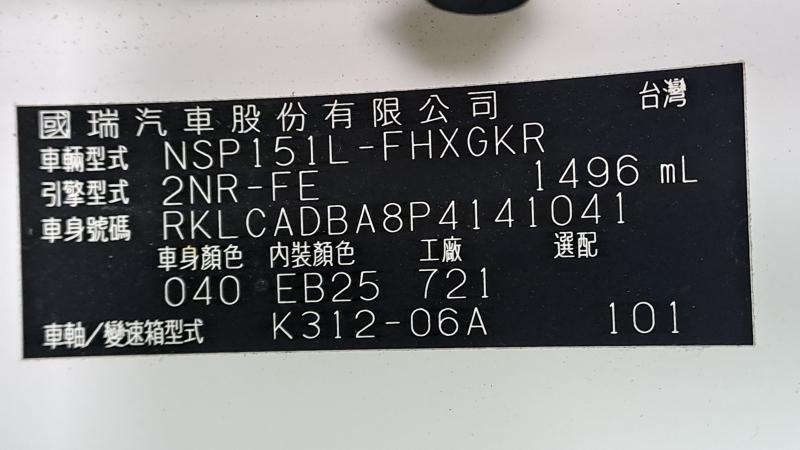 國瑞汽車股份有限公司 台灣
車輛型式 NSP151L-FHXGKR
引擎型式 2NR-FE 1496 mL
車身號碼 RKLCADBA8P4141041
車身顏色 內裝顏色 工廠 選配
040 EB25 721
車軸/變速箱型式 K312-06A 101